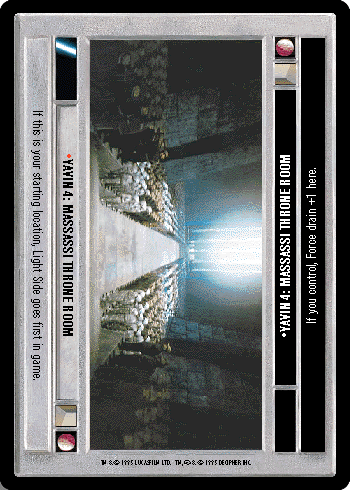 •YAVIN 4: MASSASSI THRONE ROOM
If you control, Force drain +1 here.
•YAVIN 4: MASSASSI THRONE ROOM
If this is your starting location, Light Side goes first in game.
TM & © 1995 LUCASFILM LTD. TM, © & © 1995 DECIPHER INC.